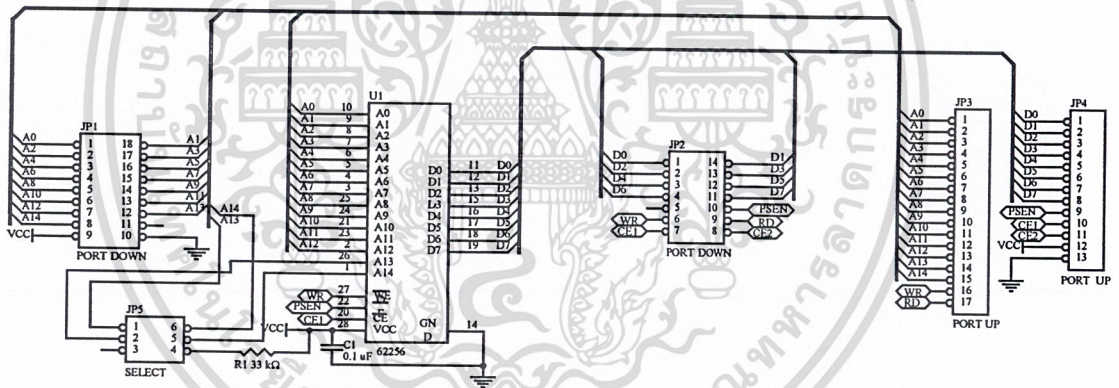 JP1
A0 1 18 A1
A2 2 17 A3
A4 3 16 A5
A6 4 15 A7
A8 5 14 A9
A10 6 13 A11
A12 7 12 A13
A14 8 11
VCC 9 10
PORT DOWN
A14
A13
JP5
1 6
2 5
3 4
SELECT
R1 33 kΩ
U1
A0 10 A0
A1 9 A1
A2 8 A2
A3 7 A3
A4 6 A4
A5 5 A5
A6 4 A6
A7 3 A7
A8 25 A8
A9 24 A9
A10 21 A10
A11 23 A11
A12 2 A12
26 A13
1 A14
D0 11 D0
D1 12 D1
D2 13 D2
D3 15 D3
D4 16 D4
D5 17 D5
D6 18 D6
D7 19 D7
WR 27 WE
PSEN 22
CE1 20 CE
VCC 28 VCC
GN
D 14
62256
C1
0.1 uF
JP2
D0 1 14 D1
D2 2 13 D3
D4 3 12 D5
D6 4 11 D7
5 10 PSEN
WR 6 9 RD
CE1 7 8 CE2
PORT DOWN
JP3
A0 1
A1 2
A2 3
A3 4
A4 5
A5 6
A6 7
A7 8
A8 9
A9 10
A10 11
A11 12
A12 13
A13 14
A14 15
WR 16
RD 17
PORT UP
JP4
D0 1
D1 2
D2 3
D3 4
D4 5
D5 6
D6 7
D7 8
PSEN 9
CE1 10
CE2 11
VCC 12
13
PORT UP